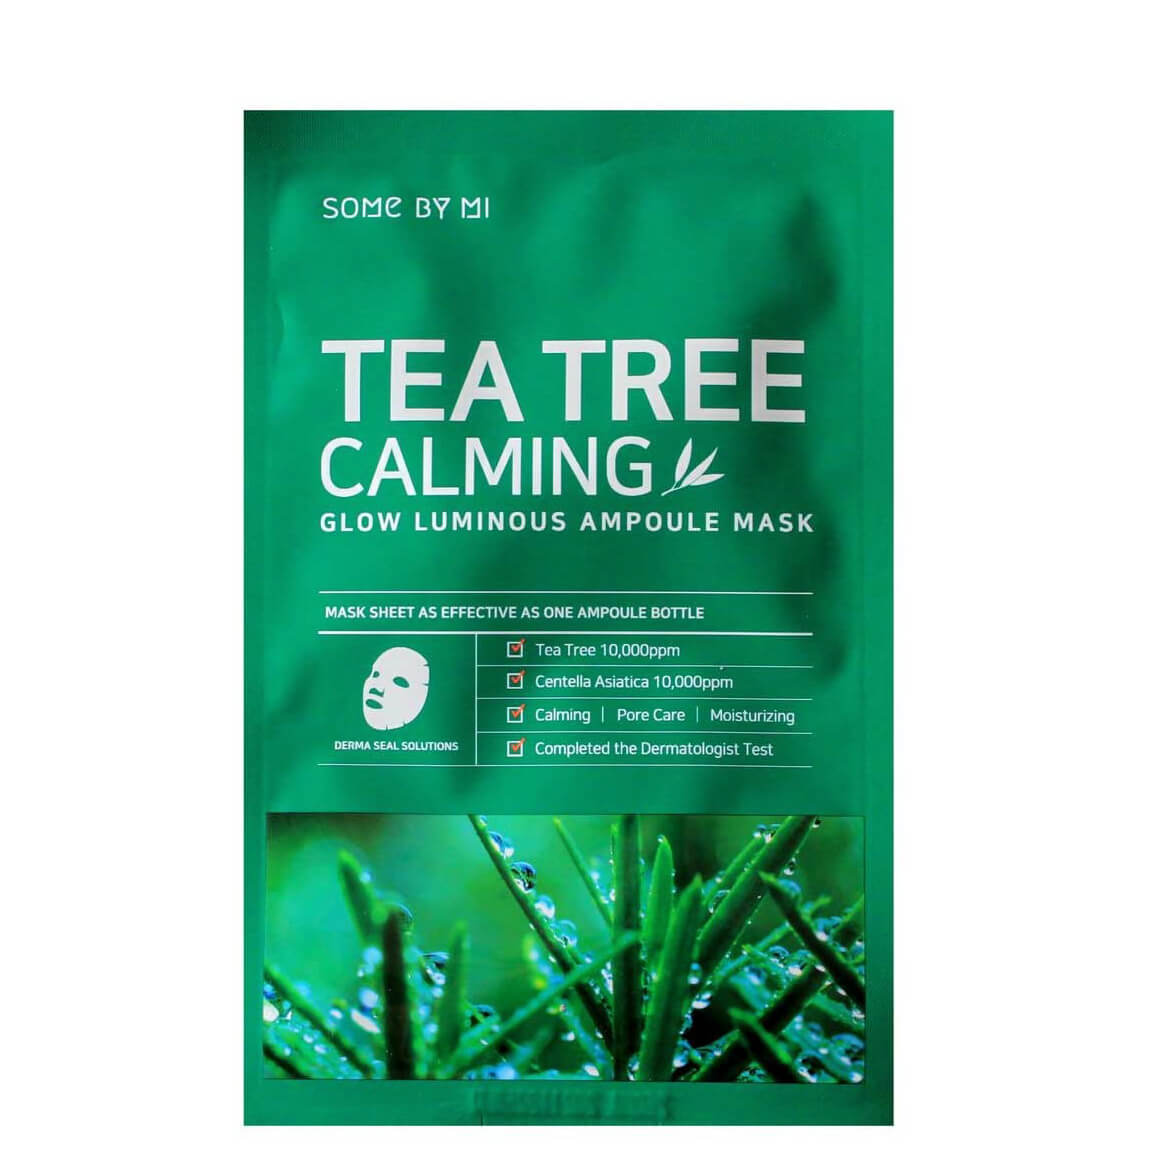 SOME BY MI
TEA TREE
CALMING
GLOW LUMINOUS AMPOULE MASK
MASK SHEET AS EFFECTIVE AS ONE AMPOULE BOTTLE
Tea Tree 10,000ppm
Centella Asiatica 10,000ppm
Calming | Pore Care | Moisturizing
DERMA SEAL SOLUTIONS
Completed the Dermatologist Test